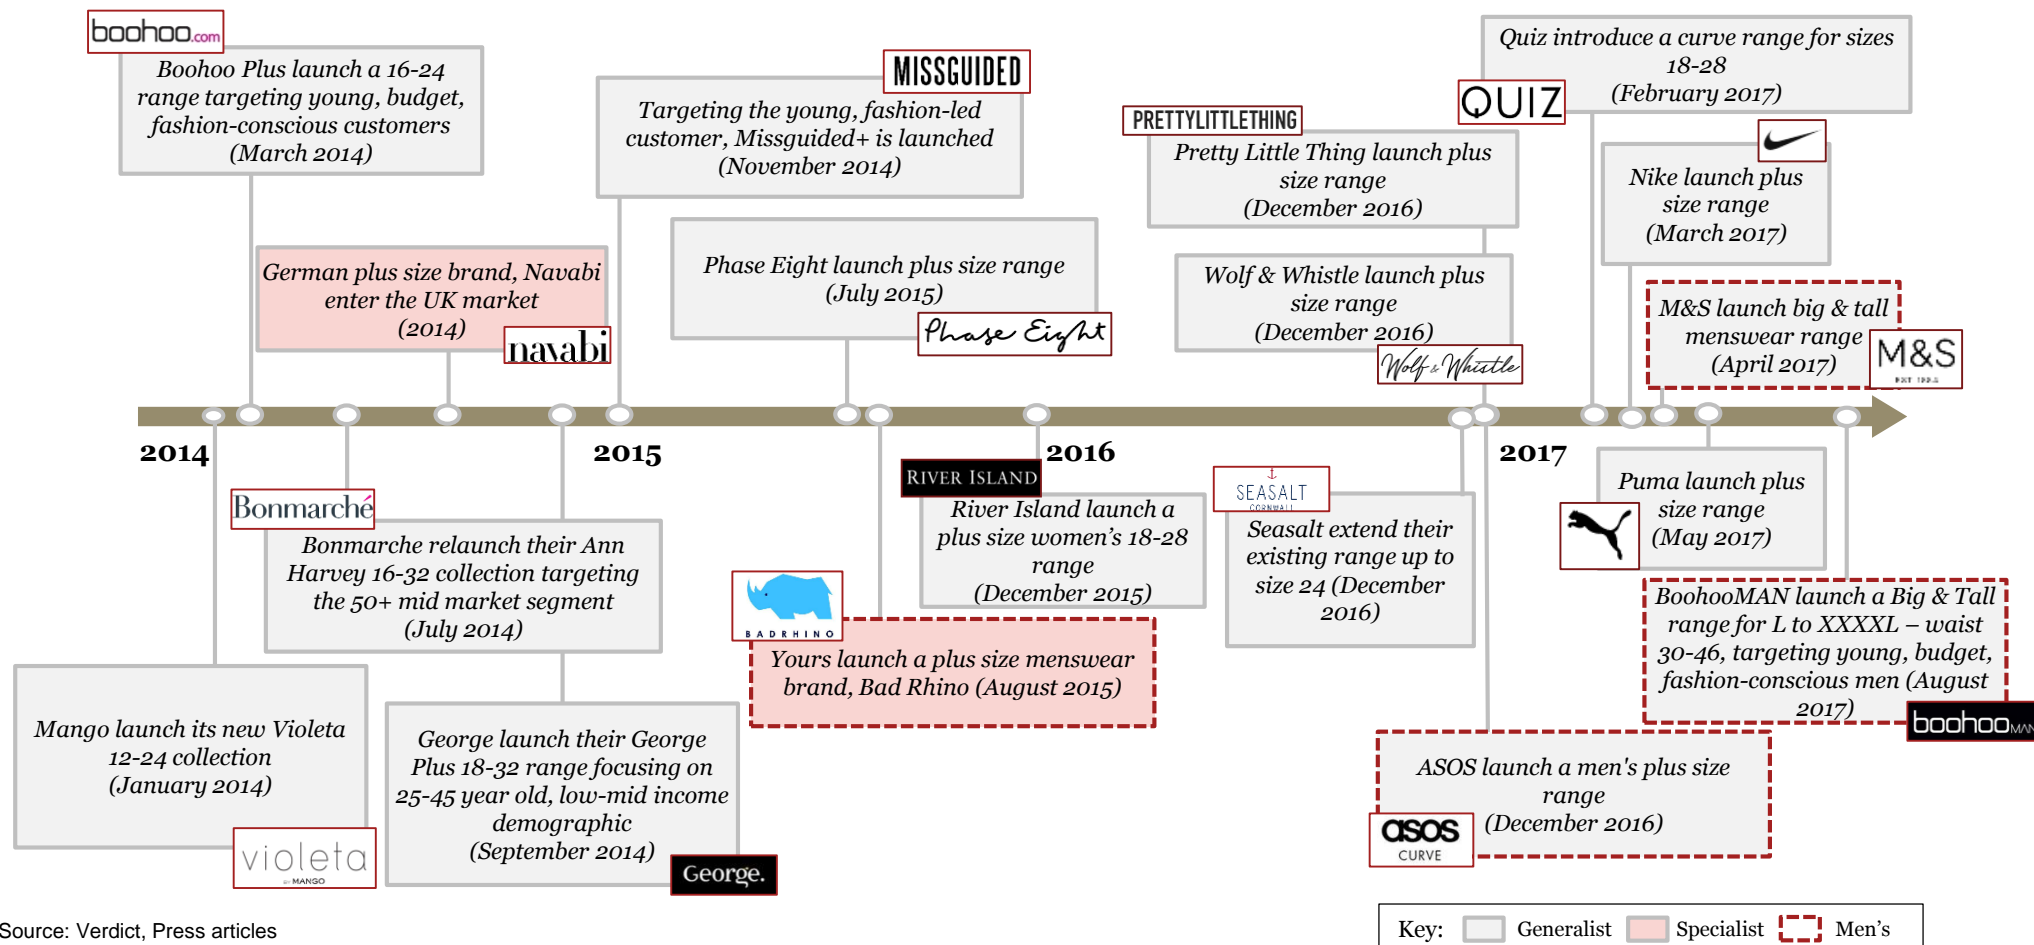 boohoo.com
Boohoo Plus launch a 16-24
range targeting young, budget,
fashion-conscious customers
(March 2014)
MISSGUIDED
Targeting the young, fashion-led
customer, Missguided+ is launched
(November 2014)
PRETTYLITTLETHING
Pretty Little Thing launch plus
size range
(December 2016)
QUIZ
Quiz introduce a curve range for sizes
18-28
(February 2017)
Nike launch plus
size range
(March 2017)
German plus size brand, Navabi
enter the UK market
(2014)
navabi
Phase Eight launch plus size range
(July 2015)
Phase Eight
Wolf & Whistle launch plus
size range
(December 2016)
Wolf & Whistle
M&S launch big & tall
menswear range
(April 2017)
M&S
2014
2015
2016
2017
Bonmarché
Bonmarche relaunch their Ann
Harvey 16-32 collection targeting
the 50+ mid market segment
(July 2014)
RIVER ISLAND
River Island launch a
plus size women's 18-28
range
(December 2015)
SEASALT
CORNWALL
Seasalt extend their
existing range up to
size 24 (December
2016)
Puma launch plus
size range
(May 2017)
BADRHINO
Yours launch a plus size menswear
brand, Bad Rhino (August 2015)
BoohooMAN launch a Big & Tall
range for L to XXXXL – waist
30-46, targeting young, budget,
fashion-conscious men (August
2017)
boohooMAN
Mango launch its new Violeta
12-24 collection
(January 2014)
violeta
BY MANGO
George launch their George
Plus 18-32 range focusing on
25-45 year old, low-mid income
demographic
(September 2014)
George.
ASOS launch a men's plus size
range
(December 2016)
asos
CURVE
Source: Verdict, Press articles
Key: Generalist Specialist Men's